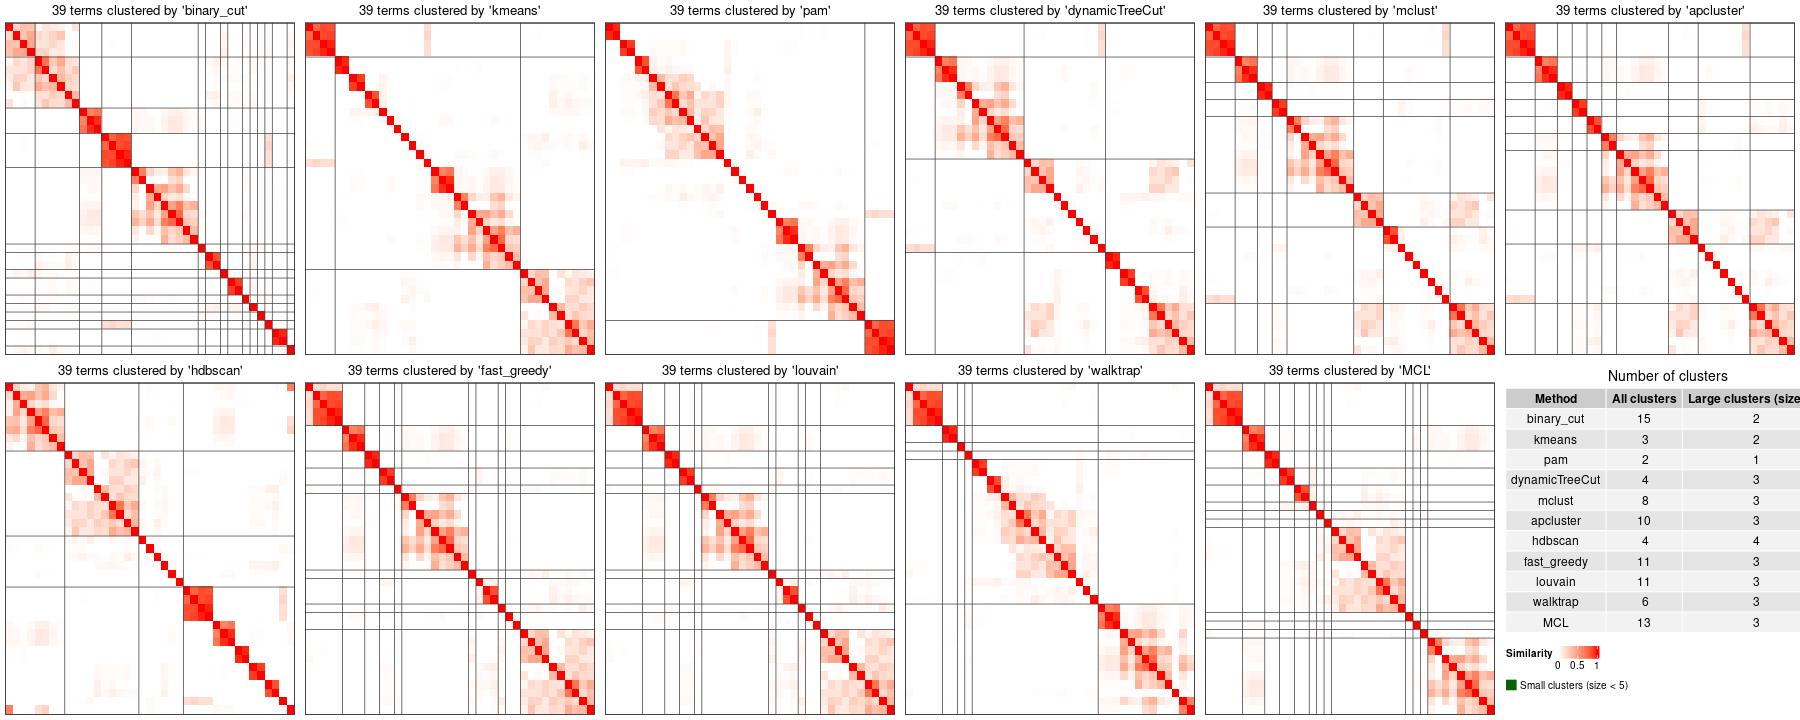 39 terms clustered by 'binary_cut'
39 terms clustered by 'kmeans'
39 terms clustered by 'pam'
39 terms clustered by 'dynamicTreeCut'
39 terms clustered by 'mclust'
39 terms clustered by 'apcluster'
39 terms clustered by 'hdbscan'
39 terms clustered by 'fast_greedy'
39 terms clustered by 'louvain'
39 terms clustered by 'walktrap'
39 terms clustered by 'MCL'
Number of clusters
Method All clusters Large clusters (size
binary_cut 15 2
kmeans 3 2
pam 2 1
dynamicTreeCut 4 3
mclust 8 3
apcluster 10 3
hdbscan 4 4
fast_greedy 11 3
louvain 11 3
walktrap 6 3
MCL 13 3
Similarity
0 0.5 1
Small clusters (size < 5)